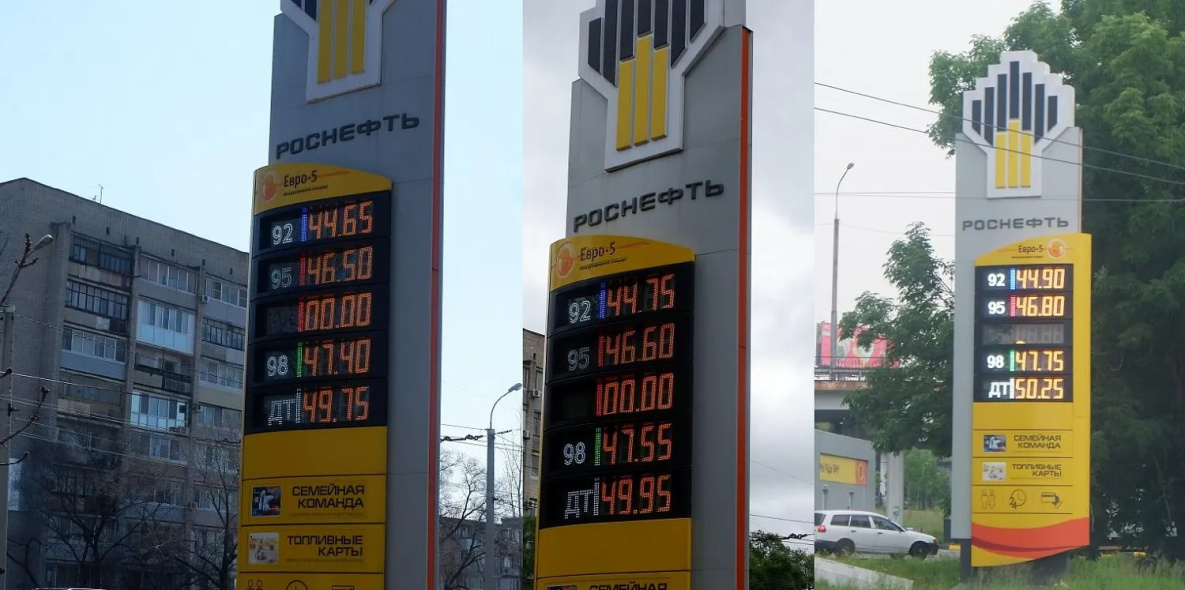 РОСНЕФТЬ
Евро-5
92 44.65
95 46.50
00.00
98 47.40
ДТ 49.75
СЕМЕЙНАЯ
КОМАНДА
ТОПЛИВНЫЕ
КАРТЫ
РОСНЕФТЬ
Евро-5
92 44.75
95 46.60
00.00
98 47.55
ДТ 49.95
СЕМЕЙНАЯ
РОСНЕФТЬ
Евро-5
92 44.90
95 46.80
98 47.75
ДТ 50.25
СЕМЕЙНАЯ
КОМАНДА
ТОПЛИВНЫЕ
КАРТЫ